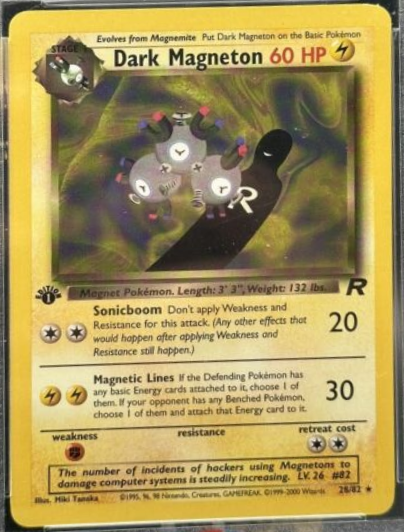 Evolves from Magnemite Put Dark Magneton on the Basic Pokémon
STAGE 1
Dark Magneton 60 HP
R
EDITION
1
Magnet Pokémon. Length: 3' 3", Weight: 132 lbs.
R
Sonicboom Don't apply Weakness and
Resistance for this attack. (Any other effects that
would happen after applying Weakness and
Resistance still happen.)
20
Magnetic Lines If the Defending Pokémon has
any basic Energy cards attached to it, choose 1 of
them. If your opponent has any Benched Pokémon,
choose 1 of them and attach that Energy card to it.
30
weakness resistance retreat cost
The number of incidents of hackers using Magnetons to
damage computer systems is steadily increasing. LV. 26 #82
Illus. Miki Tanaka ©1995, 96, 98 Nintendo, Creatures, GAMEFREAK. ©1999-2000 Wizards. 28/82 ★